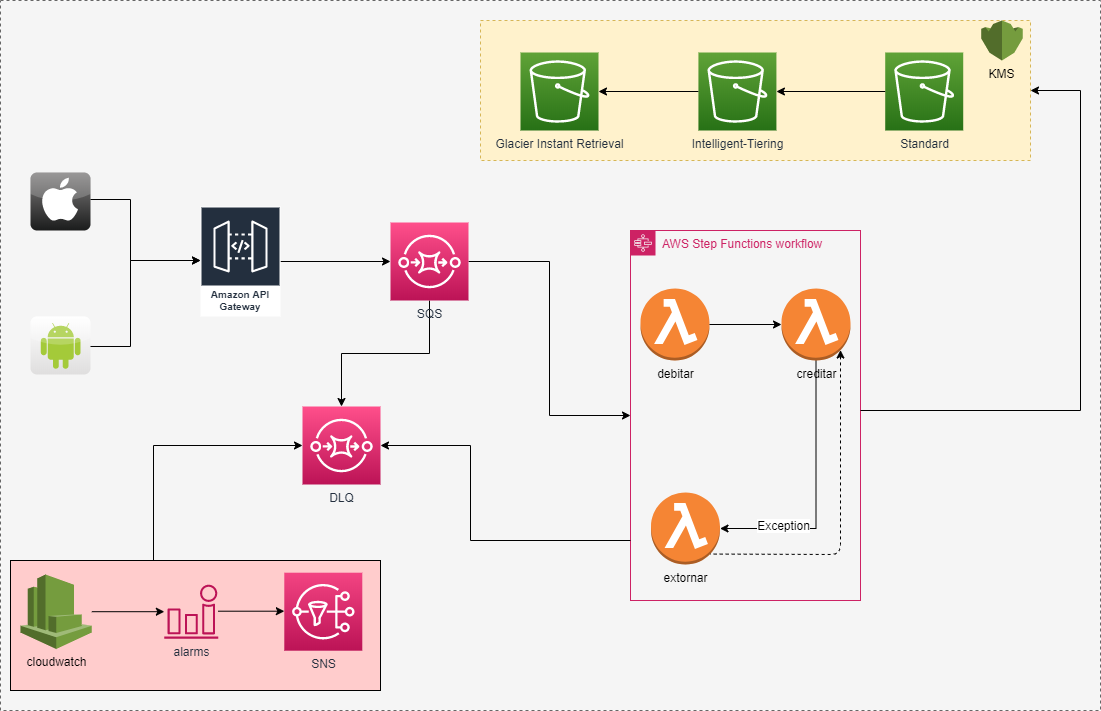 KMS
Glacier Instant Retrieval
Intelligent-Tiering
Standard
Amazon API
Gateway
SQS
AWS Step Functions workflow
debitar
creditar
DLQ
Exception
extornar
cloudwatch
alarms
SNS